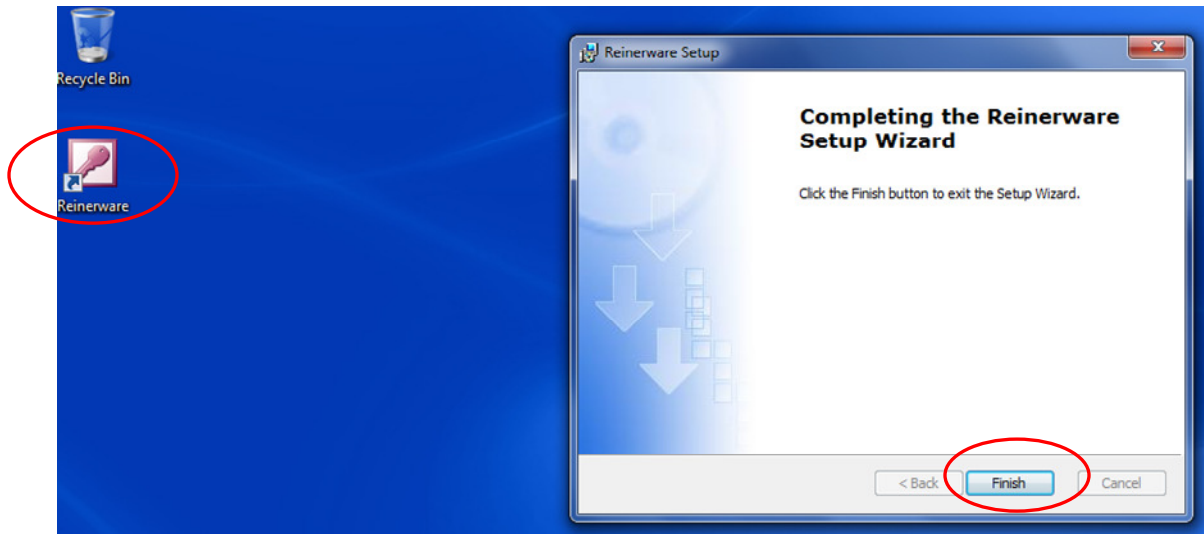 Recycle Bin
Reinerware
Reinerware Setup
Completing the Reinerware
Setup Wizard
Click the Finish button to exit the Setup Wizard.
< Back Finish Cancel